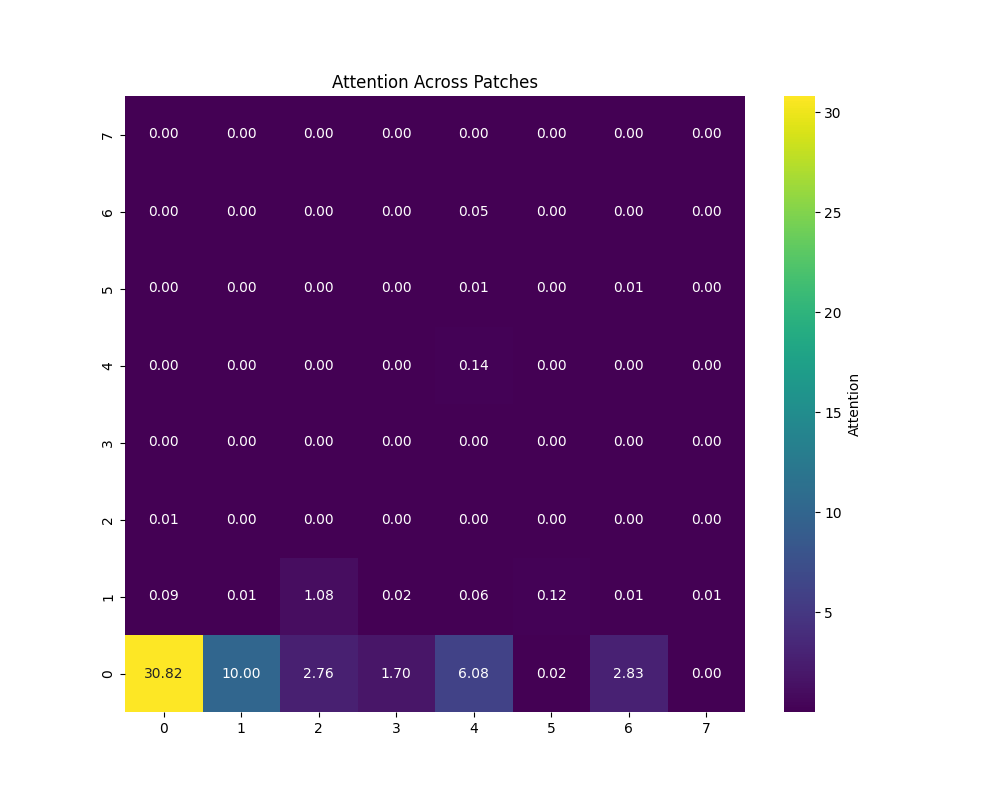 Attention Across Patches
7 0.00 0.00 0.00 0.00 0.00 0.00 0.00 0.00
6 0.00 0.00 0.00 0.00 0.05 0.00 0.00 0.00
5 0.00 0.00 0.00 0.00 0.01 0.00 0.01 0.00
4 0.00 0.00 0.00 0.00 0.14 0.00 0.00 0.00
3 0.00 0.00 0.00 0.00 0.00 0.00 0.00 0.00
2 0.01 0.00 0.00 0.00 0.00 0.00 0.00 0.00
1 0.09 0.01 1.08 0.02 0.06 0.12 0.01 0.01
0 30.82 10.00 2.76 1.70 6.08 0.02 2.83 0.00
0 1 2 3 4 5 6 7
30
25
20
15
10
5
Attention